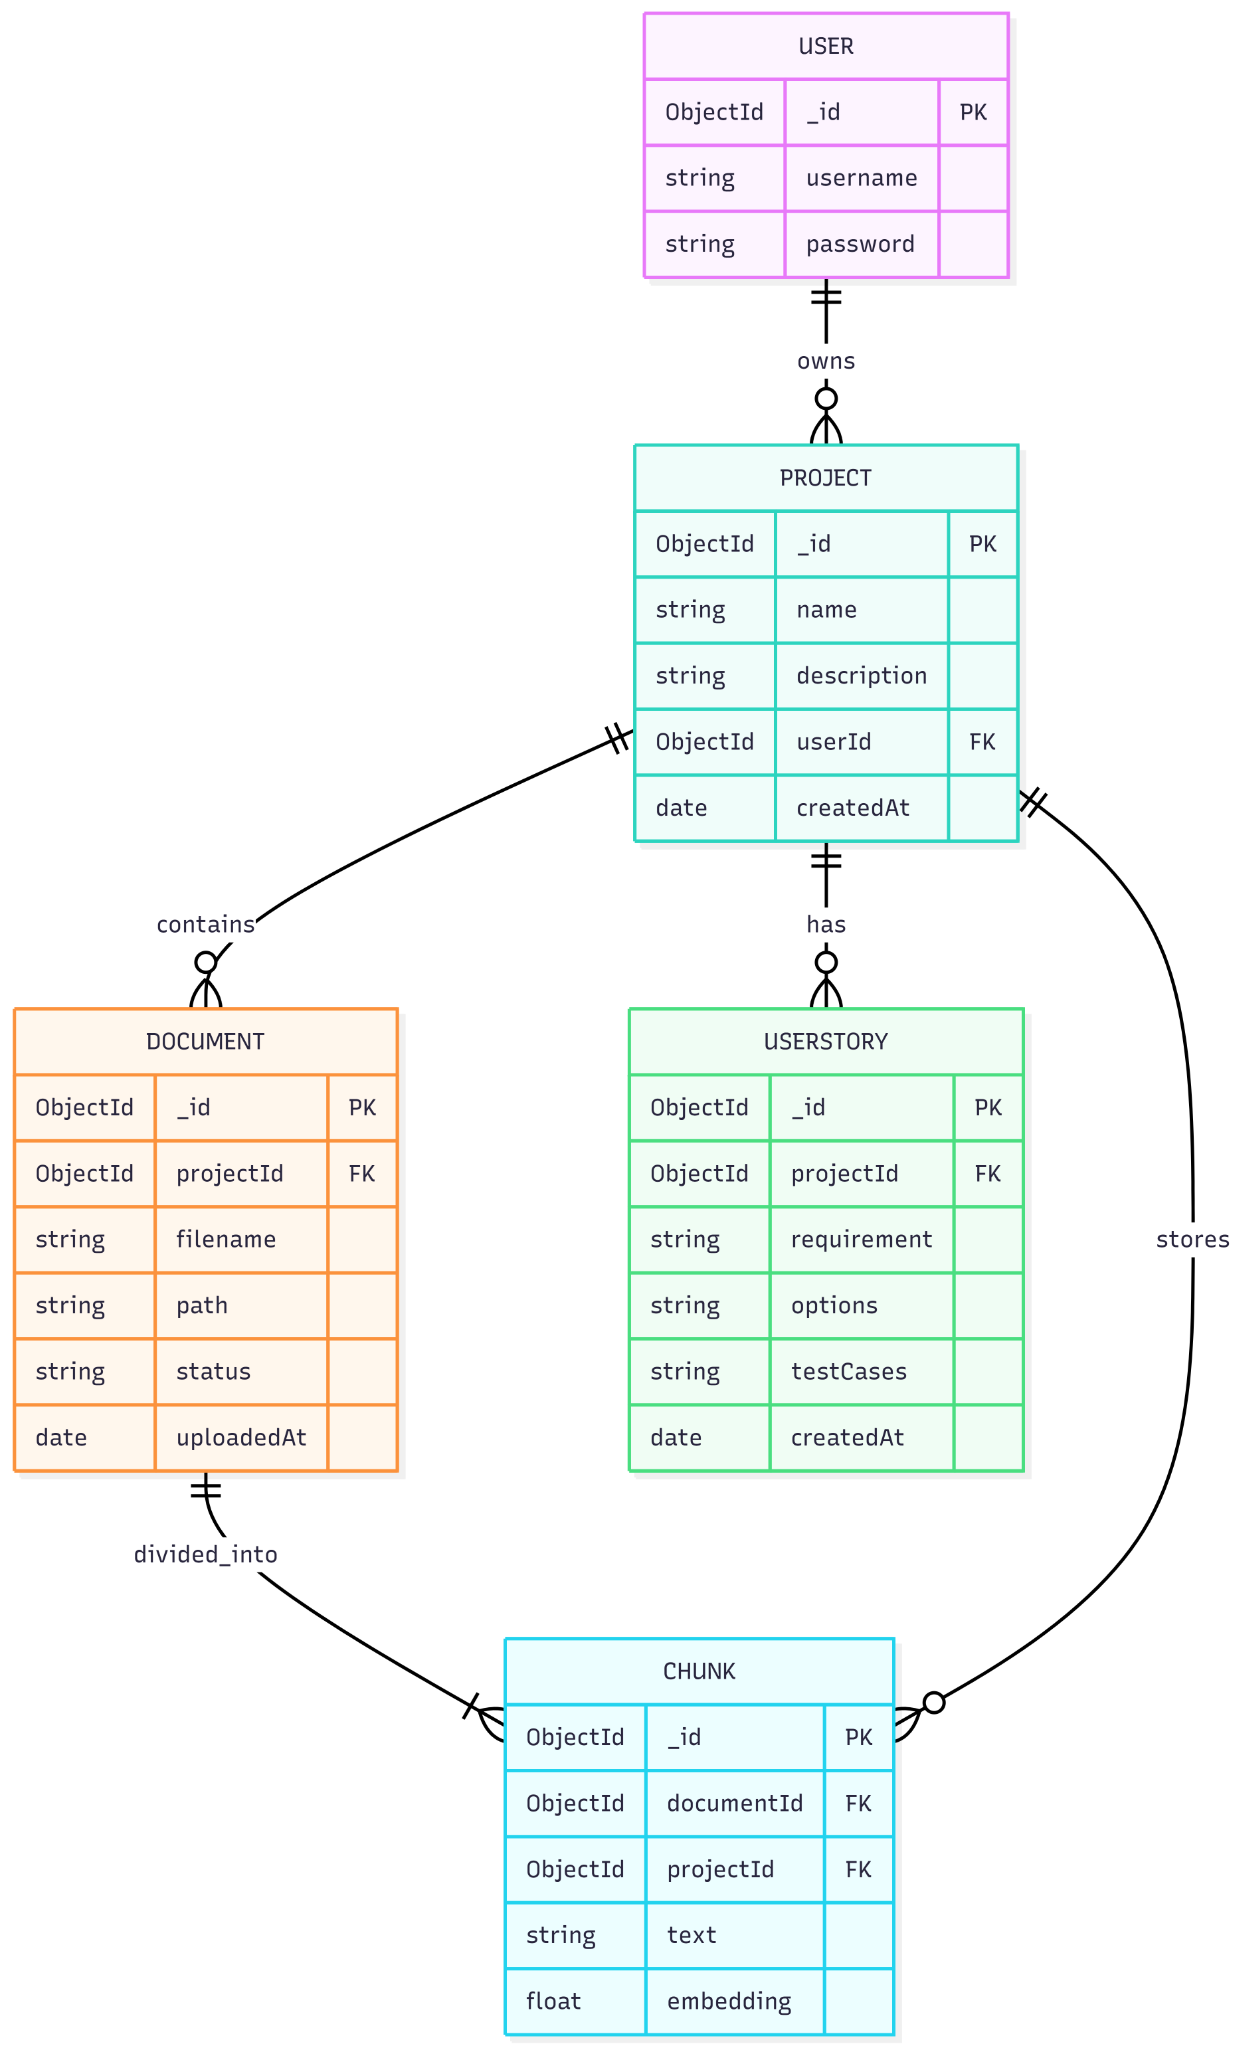 USER
ObjectId _id PK
string username
string password
owns
PROJECT
ObjectId _id PK
string name
string description
ObjectId userId FK
date createdAt
contains
has
DOCUMENT
ObjectId _id PK
ObjectId projectId FK
string filename
string path
string status
date uploadedAt
USERSTORY
ObjectId _id PK
ObjectId projectId FK
string requirement
string options
string testCases
date createdAt
stores
divided_into
CHUNK
ObjectId _id PK
ObjectId documentId FK
ObjectId projectId FK
string text
float embedding